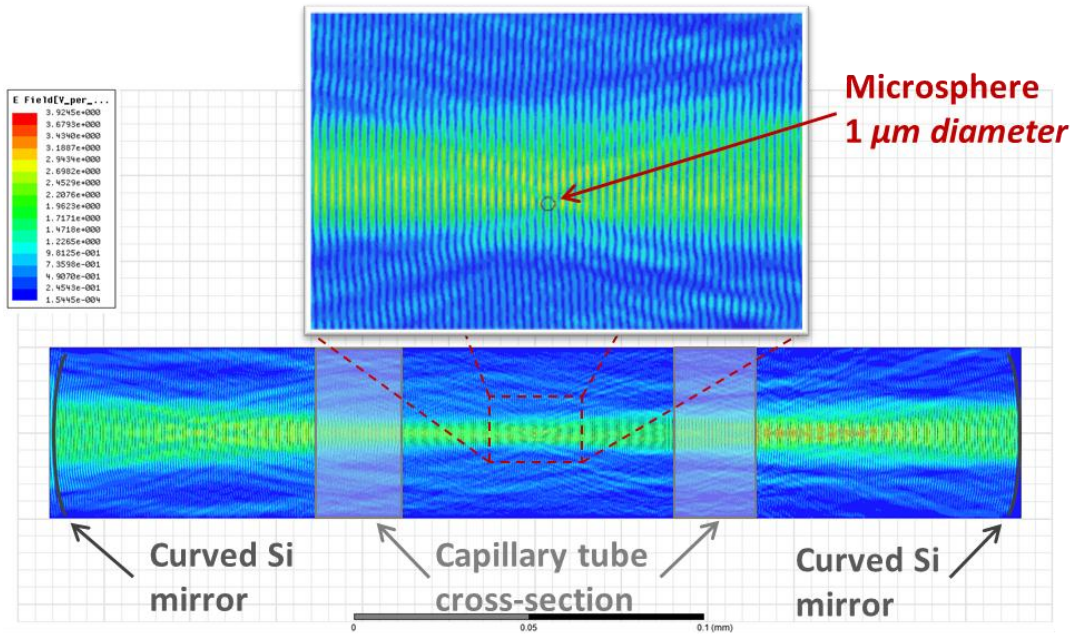 E Field[V_per_...
3.9245e+000
3.6793e+000
3.4340e+000
3.1887e+000
2.9434e+000
2.6982e+000
2.4529e+000
2.2076e+000
1.9623e+000
1.7171e+000
1.4718e+000
1.2265e+000
9.8125e-001
7.3598e-001
4.9070e-001
2.4543e-001
1.5445e-004
Microsphere
1 μm diameter
Curved Si
mirror
Capillary tube
cross-section
Curved Si
mirror
0
0.05
0.1 (mm)